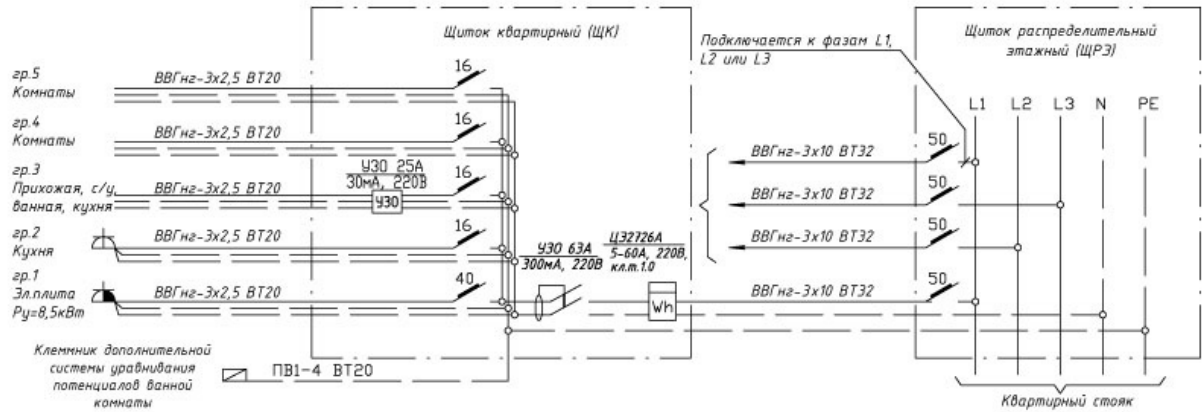 Щиток квартирный (ЩК)
Щиток распределительный
этажный (ЩРЭ)
Подключается к фазам L1,
L2 или L3
гр.5
Комнаты
ВВГнг-3х2,5 ВТ20
16
гр.4
Комнаты
ВВГнг-3х2,5 ВТ20
16
гр.3
Прихожая, с/у,
ванная, кухня
ВВГнг-3х2,5 ВТ20
УЗО 25А
30мА, 220В
УЗО
16
гр.2
Кухня
ВВГнг-3х2,5 ВТ20
16
гр.1
Эл.плита
Ру=8,5кВт
ВВГнг-3х2,5 ВТ20
40
УЗО 63А
300мА, 220В
ЦЭ2726А
5-60А, 220В,
кл.т.1.0
Wh
L1
L2
L3
N
PE
ВВГнг-3х10 ВТ32
50
ВВГнг-3х10 ВТ32
50
ВВГнг-3х10 ВТ32
50
ВВГнг-3х10 ВТ32
50
Клеммник дополнительной
системы уравнивания
потенциалов ванной
комнаты
ПВ1-4 ВТ20
Квартирный стояк